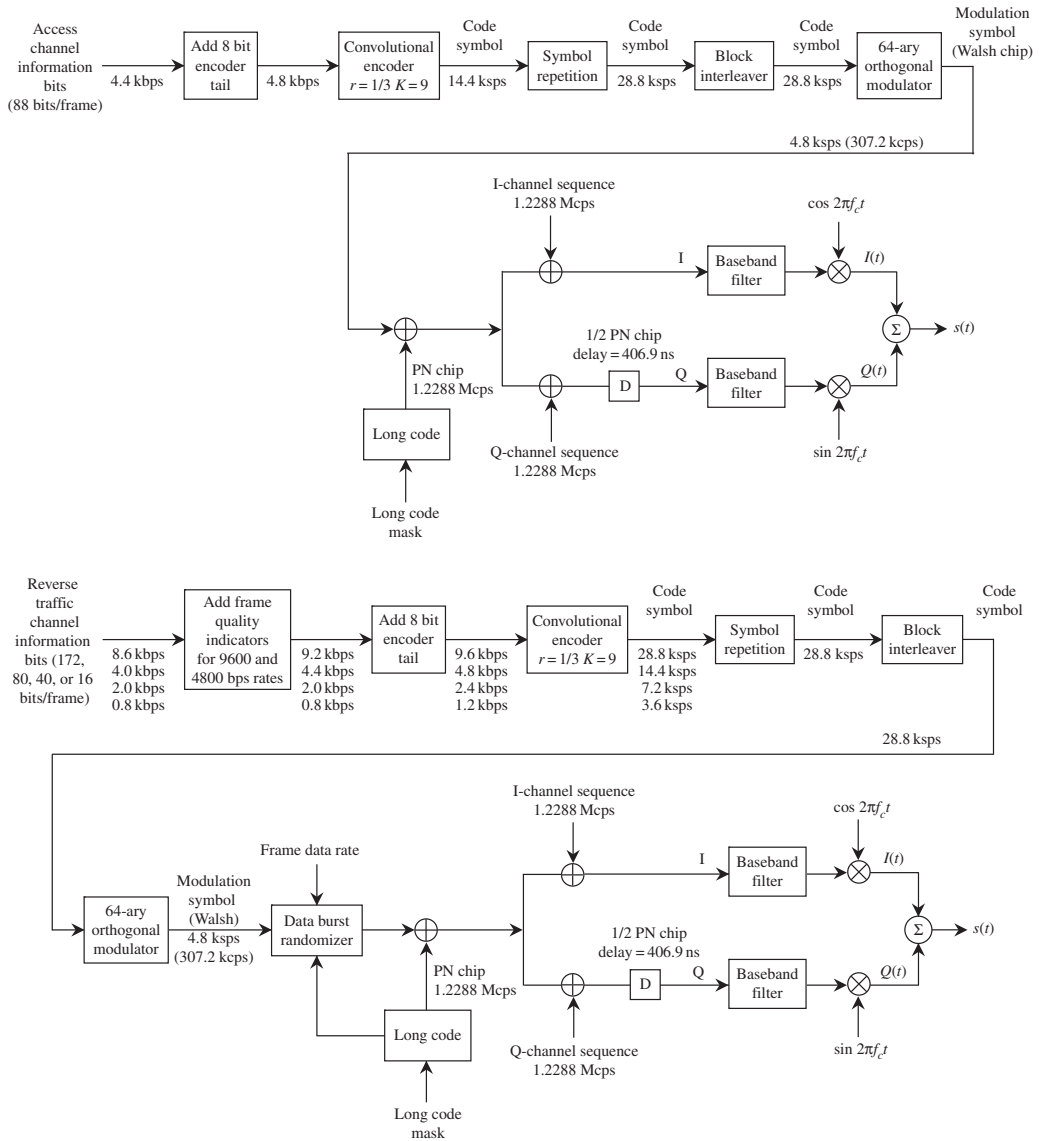 Access
channel
information
bits
(88 bits/frame)
4.4 kbps
Add 8 bit
encoder
tail
4.8 kbps
Convolutional
encoder
r = 1/3 K = 9
Code
symbol
14.4 ksps
Symbol
repetition
Code
symbol
28.8 ksps
Block
interleaver
Code
symbol
28.8 ksps
64-ary
orthogonal
modulator
Modulation
symbol
(Walsh chip)
4.8 ksps (307.2 kcps)
I-channel sequence
1.2288 Mcps
cos 2πf_c t
I
Baseband
filter
I(t)
PN chip
1.2288 Mcps
Long code
Long code
mask
1/2 PN chip
delay = 406.9 ns
D
Q
Baseband
filter
Q(t)
Σ
s(t)
Q-channel sequence
1.2288 Mcps
sin 2πf_c t
Reverse
traffic
channel
information
bits (172,
80, 40, or 16
bits/frame)
8.6 kbps
4.0 kbps
2.0 kbps
0.8 kbps
Add frame
quality
indicators
for 9600 and
4800 bps rates
9.2 kbps
4.4 kbps
2.0 kbps
0.8 kbps
Add 8 bit
encoder
tail
9.6 kbps
4.8 kbps
2.4 kbps
1.2 kbps
Convolutional
encoder
r = 1/3 K = 9
Code
symbol
28.8 ksps
14.4 ksps
7.2 ksps
3.6 ksps
Symbol
repetition
Code
symbol
28.8 ksps
Block
interleaver
Code
symbol
28.8 ksps
64-ary
orthogonal
modulator
Modulation
symbol
(Walsh)
4.8 ksps
(307.2 kcps)
Frame data rate
Data burst
randomizer
PN chip
1.2288 Mcps
Long code
Long code
mask
I-channel sequence
1.2288 Mcps
cos 2πf_c t
I
Baseband
filter
I(t)
1/2 PN chip
delay = 406.9 ns
D
Q
Baseband
filter
Q(t)
Σ
s(t)
Q-channel sequence
1.2288 Mcps
sin 2πf_c t